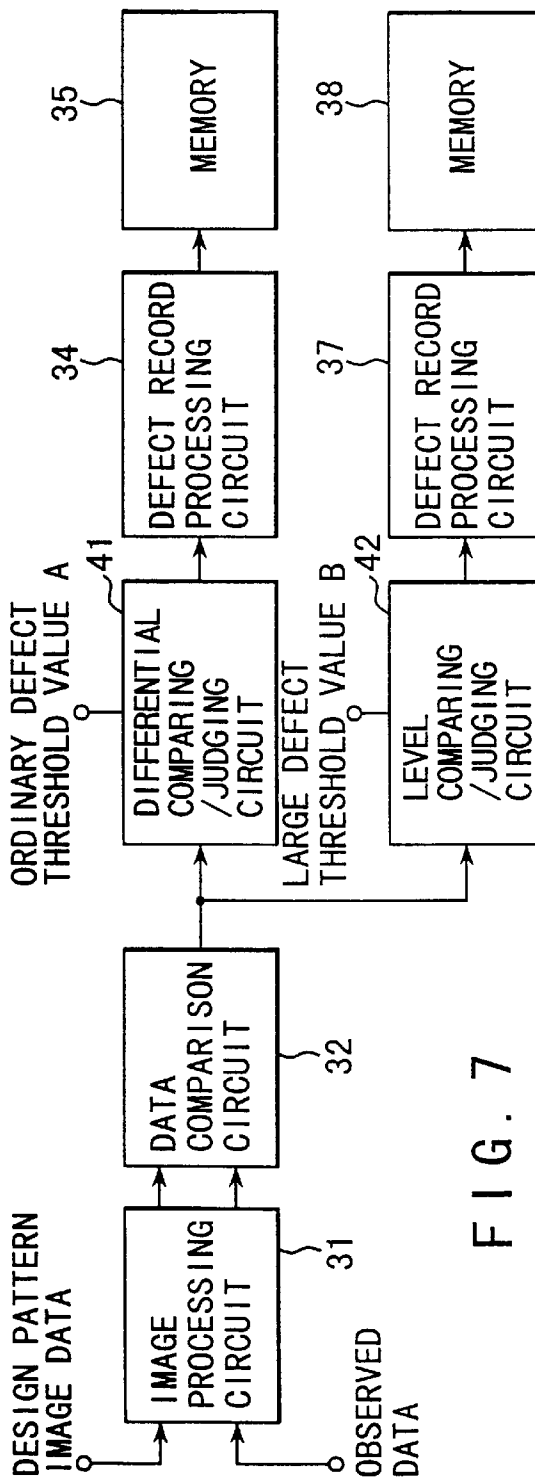 DESIGN PATTERN
IMAGE DATA
OBSERVED
DATA
IMAGE
PROCESSING
CIRCUIT
31
DATA
COMPARISON
CIRCUIT
32
ORDINARY DEFECT
THRESHOLD VALUE A
41
DIFFERENTIAL
COMPARING
/JUDGING
CIRCUIT
34
DEFECT RECORD
PROCESSING
CIRCUIT
35
MEMORY
LARGE DEFECT
THRESHOLD VALUE B
42
LEVEL
COMPARING
/JUDGING
CIRCUIT
37
DEFECT RECORD
PROCESSING
CIRCUIT
38
MEMORY
FIG. 7